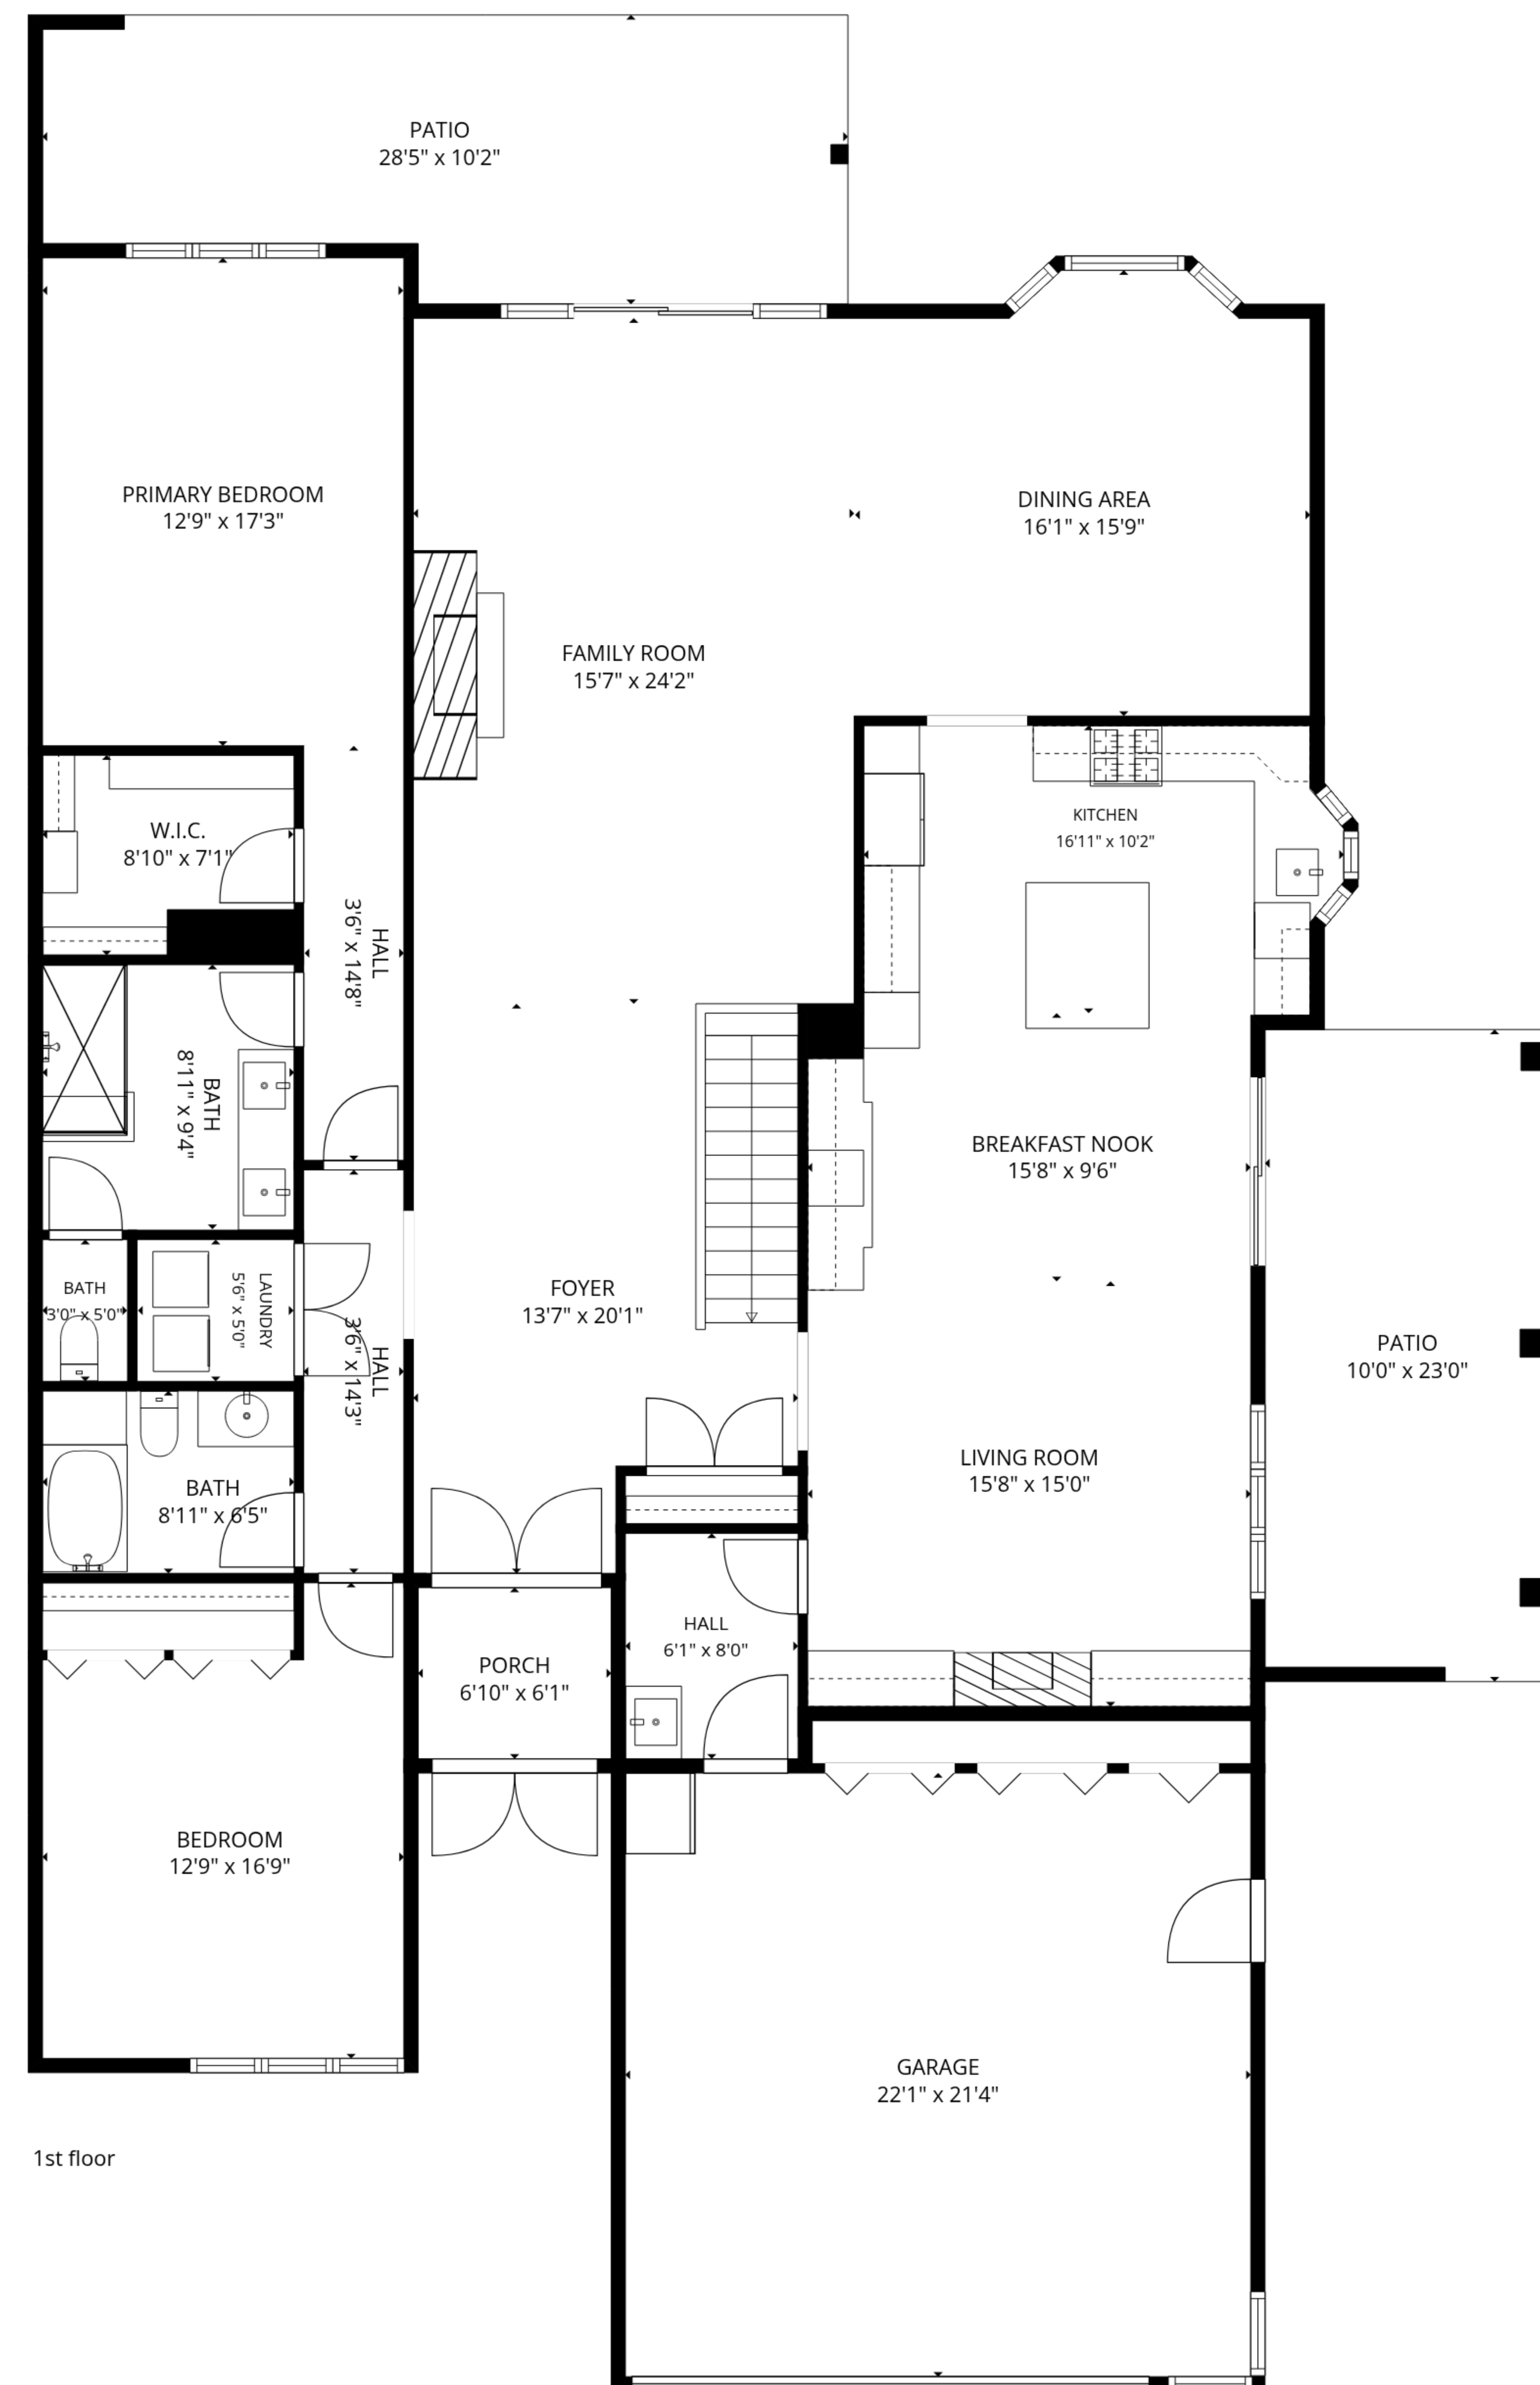 PATIO
28'5" x 10'2"
PRIMARY BEDROOM
12'9" x 17'3"
DINING AREA
16'1" x 15'9"
FAMILY ROOM
15'7" x 24'2"
W.I.C.
8'10" x 7'1"
KITCHEN
16'11" x 10'2"
HALL
3'6" x 14'8"
BATH
8'11" x 9'4"
BREAKFAST NOOK
15'8" x 9'6"
BATH
3'0" x 5'0"
LAUNDRY
5'6" x 5'0"
FOYER
13'7" x 20'1"
HALL
3'6" x 14'3"
PATIO
10'0" x 23'0"
LIVING ROOM
15'8" x 15'0"
BATH
8'11" x 6'5"
HALL
6'1" x 8'0"
PORCH
6'10" x 6'1"
BEDROOM
12'9" x 16'9"
GARAGE
22'1" x 21'4"
1st floor